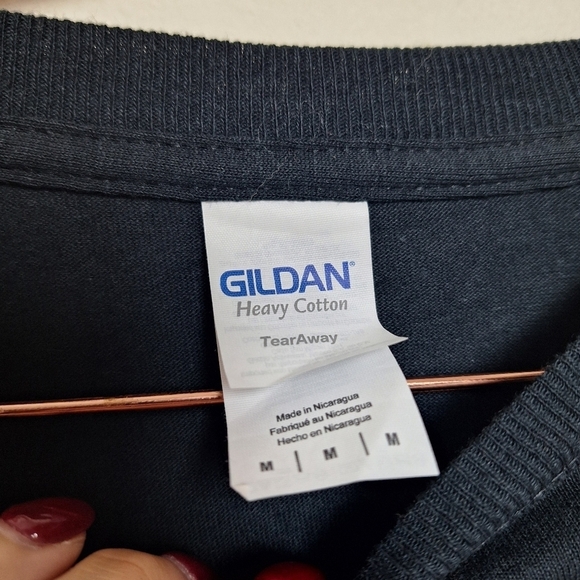 GILDAN®
Heavy Cotton
TearAway
Made in Nicaragua
Fabriqué au Nicaragua
Hecho en Nicaragua
M | M | M